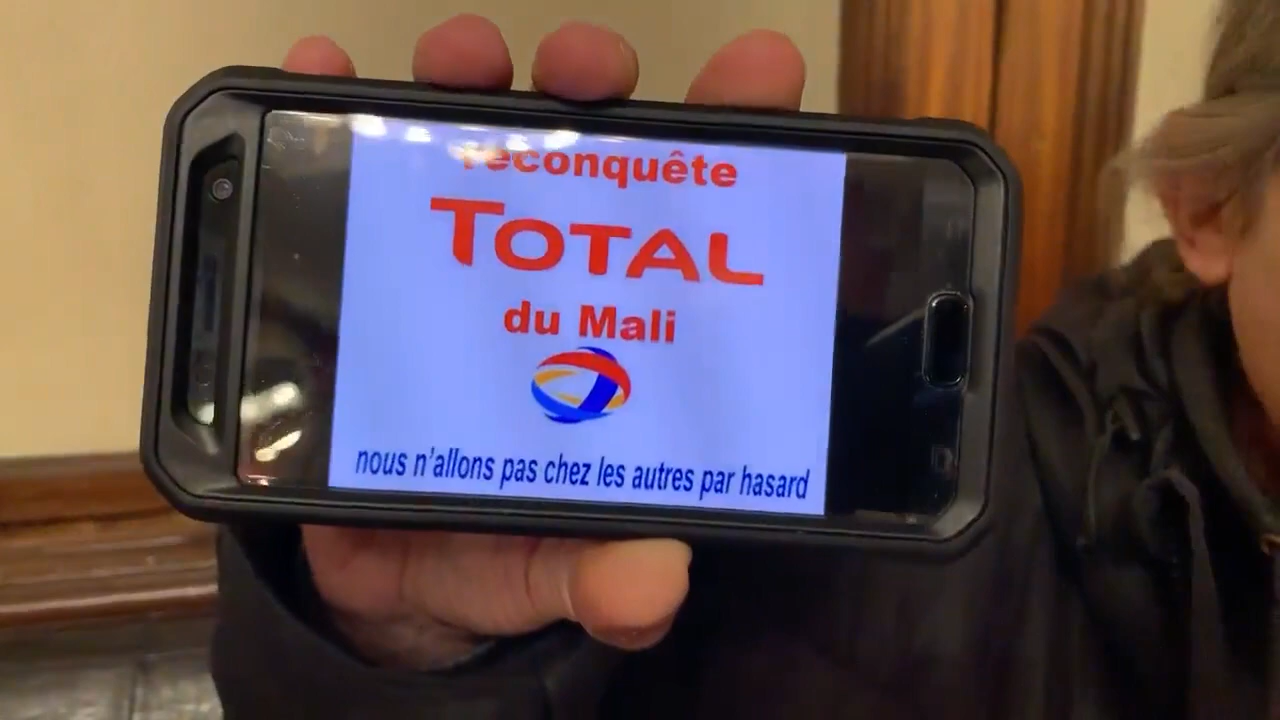 reconquête
TOTAL
du Mali
nous n'allons pas chez les autres par hasard